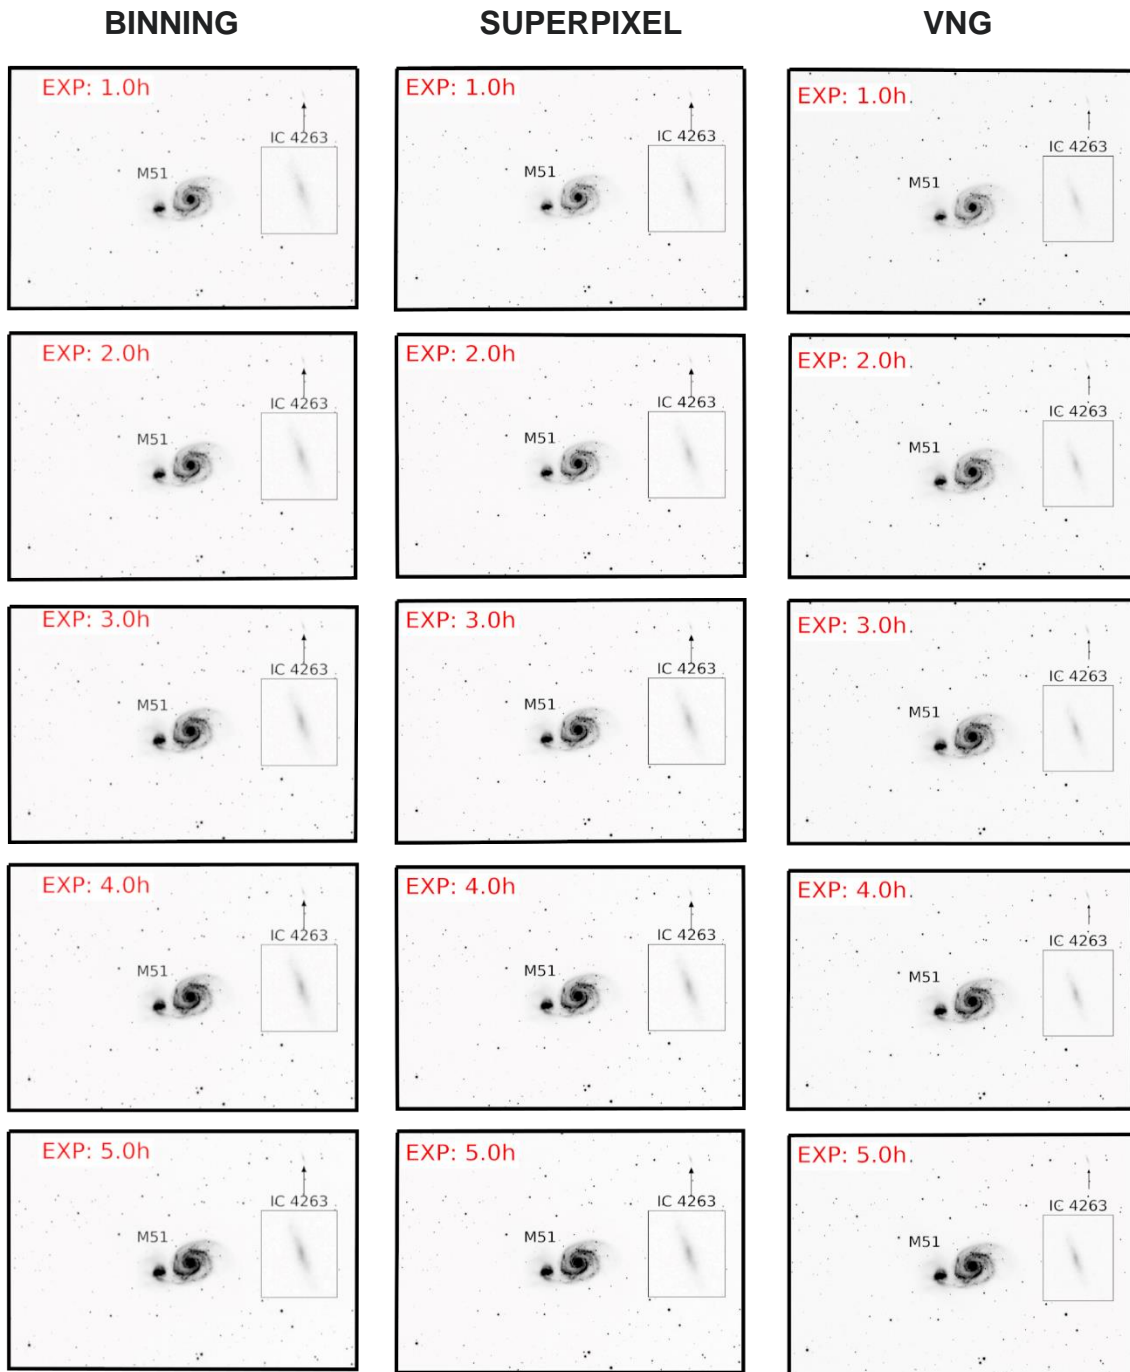 BINNING SUPERPIXEL VNG
EXP: 1.0h EXP: 1.0h EXP: 1.0h
IC 4263 IC 4263 IC 4263
M51 M51 M51
EXP: 2.0h EXP: 2.0h EXP: 2.0h
IC 4263 IC 4263 IC 4263
M51 M51 M51
EXP: 3.0h EXP: 3.0h EXP: 3.0h
IC 4263 IC 4263 IC 4263
M51 M51 M51
EXP: 4.0h EXP: 4.0h EXP: 4.0h
IC 4263 IC 4263 IC 4263
M51 M51 M51
EXP: 5.0h EXP: 5.0h EXP: 5.0h
IC 4263 IC 4263 IC 4263
M51 M51 M51